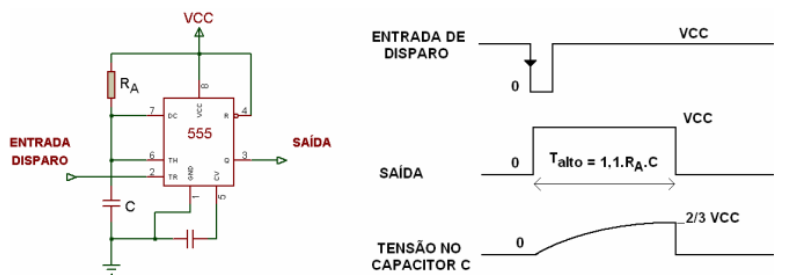 VCC
R_A
8
VCC
7
DC
R
4
555
ENTRADA
DISPARO
SAÍDA
6
TH
Q
3
2
TR
GND
CV
1
5
C
ENTRADA DE
DISPARO
VCC
0
VCC
SAÍDA
0
T_alto = 1,1.R_A.C
2/3 VCC
0
TENSÃO NO
CAPACITOR C